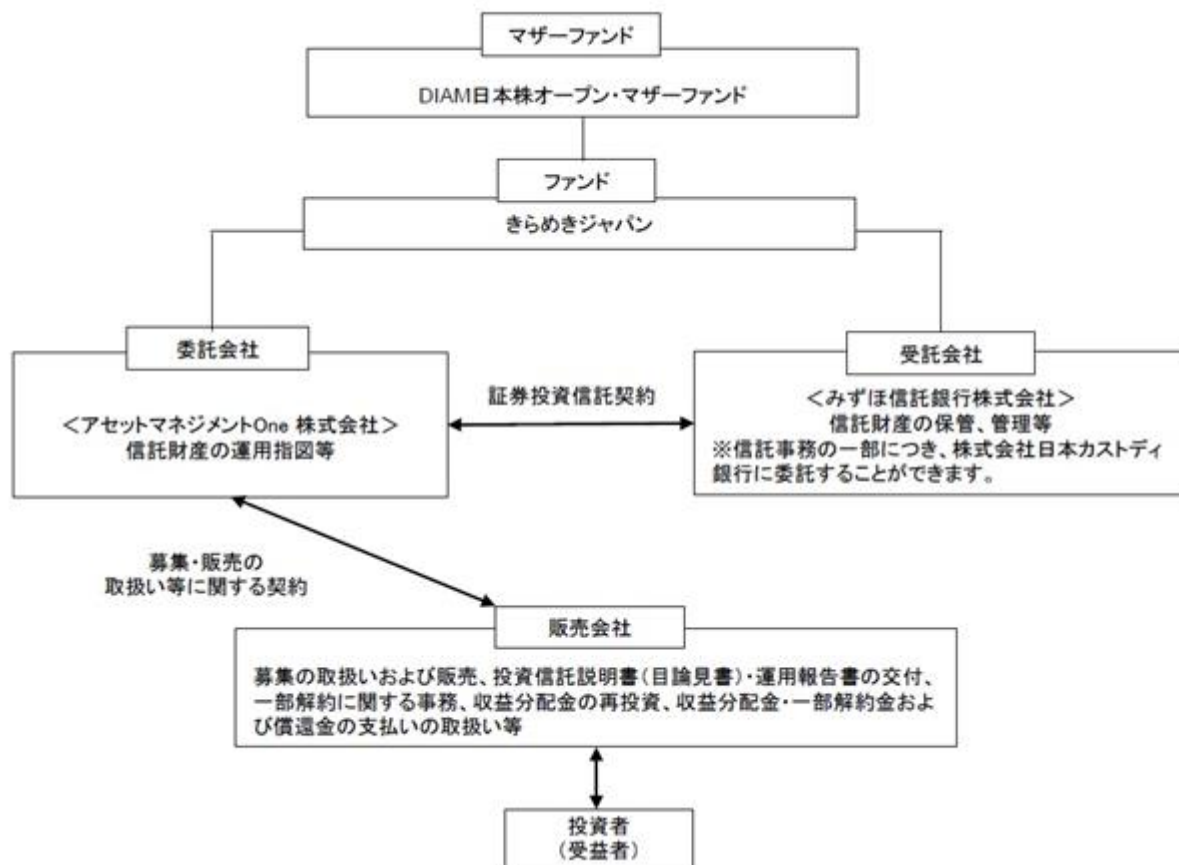 マザーファンド
DIAM日本株オープン・マザーファンド
ファンド
きらめきジャパン
委託会社
<アセットマネジメントOne 株式会社>
信託財産の運用指図等
証券投資信託契約
受託会社
<みずほ信託銀行株式会社>
信託財産の保管、管理等
※信託事務の一部につき、株式会社日本カストディ
銀行に委託することができます。
募集・販売の
取扱い等に関する契約
販売会社
募集の取扱いおよび販売、投資信託説明書(目論見書)・運用報告書の交付、
一部解約に関する事務、収益分配金の再投資、収益分配金・一部解約金およ
び償還金の支払いの取扱い等
投資者
(受益者)